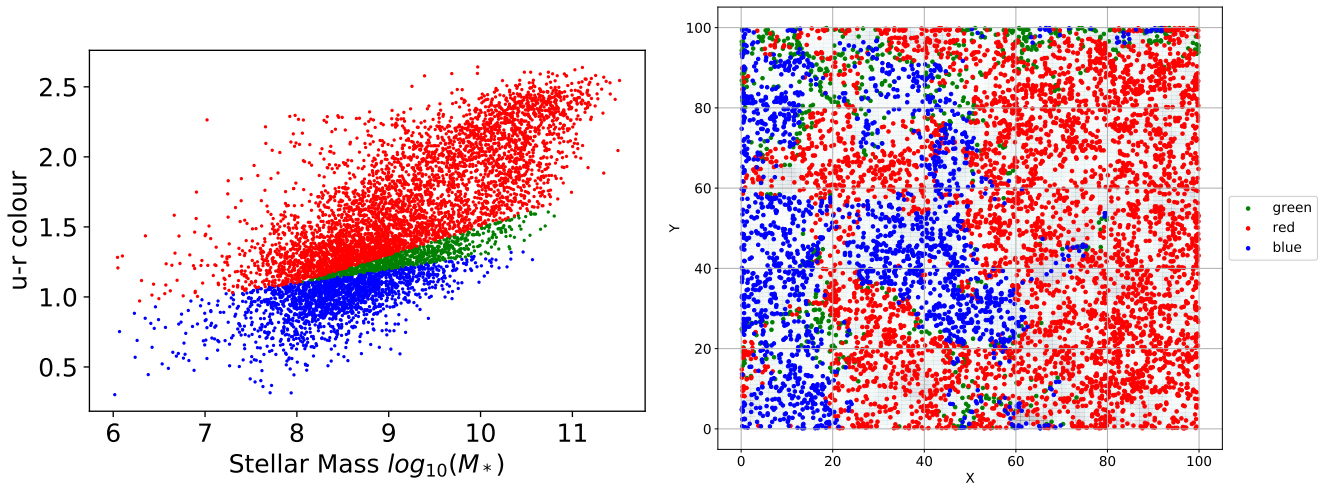 u-r colour
2.5
2.0
1.5
1.0
0.5
6 7 8 9 10 11
Stellar Mass log₁₀(M*)
Y
100
80
60
40
20
0
0 20 40 60 80 100
X
green
red
blue